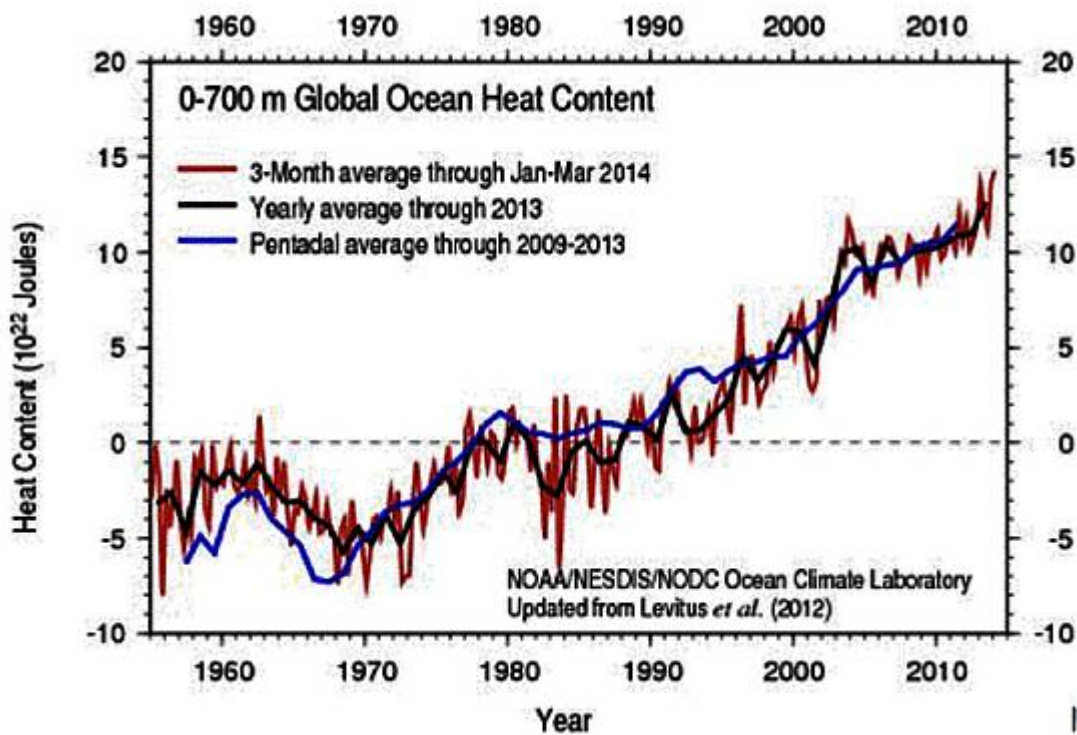 1960 1970 1980 1990 2000 2010
20 20
0-700 m Global Ocean Heat Content
15 15
3-Month average through Jan-Mar 2014
Yearly average through 2013
Pentadal average through 2009-2013
10 10
5 5
0 0
-5 -5
NOAA/NESDIS/NODC Ocean Climate Laboratory
Updated from Levitus et al. (2012)
-10 -10
Heat Content (10²² Joules)
1960 1970 1980 1990 2000 2010
Year